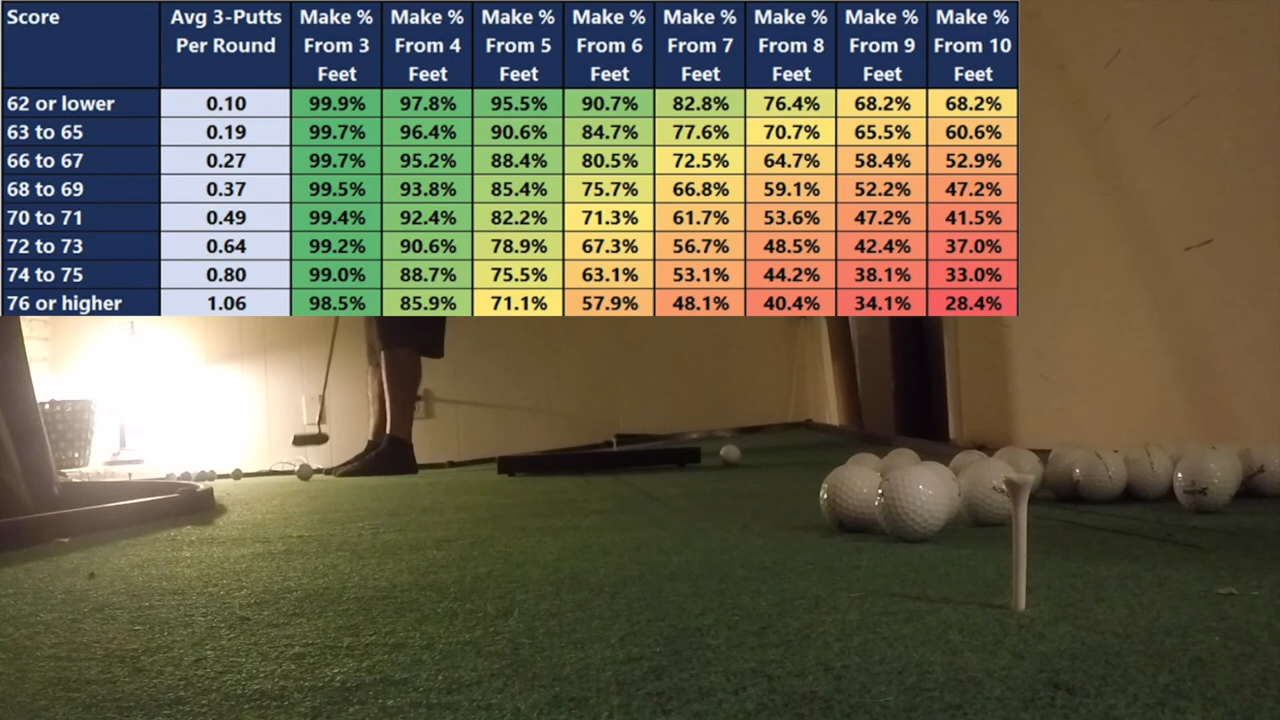 Score Avg 3-Putts Make % Make % Make % Make % Make % Make % Make % Make %
Per Round From 3 From 4 From 5 From 6 From 7 From 8 From 9 From 10
Feet Feet Feet Feet Feet Feet Feet Feet
62 or lower 0.10 99.9% 97.8% 95.5% 90.7% 82.8% 76.4% 68.2% 68.2%
63 to 65 0.19 99.7% 96.4% 90.6% 84.7% 77.6% 70.7% 65.5% 60.6%
66 to 67 0.27 99.7% 95.2% 88.4% 80.5% 72.5% 64.7% 58.4% 52.9%
68 to 69 0.37 99.5% 93.8% 85.4% 75.7% 66.8% 59.1% 52.2% 47.2%
70 to 71 0.49 99.4% 92.4% 82.2% 71.3% 61.7% 53.6% 47.2% 41.5%
72 to 73 0.64 99.2% 90.6% 78.9% 67.3% 56.7% 48.5% 42.4% 37.0%
74 to 75 0.80 99.0% 88.7% 75.5% 63.1% 53.1% 44.2% 38.1% 33.0%
76 or higher 1.06 98.5% 85.9% 71.1% 57.9% 48.1% 40.4% 34.1% 28.4%